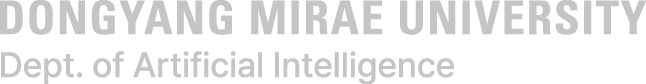 DONGYANG MIRAE UNIVERSITY
Dept. of Artificial Intelligence